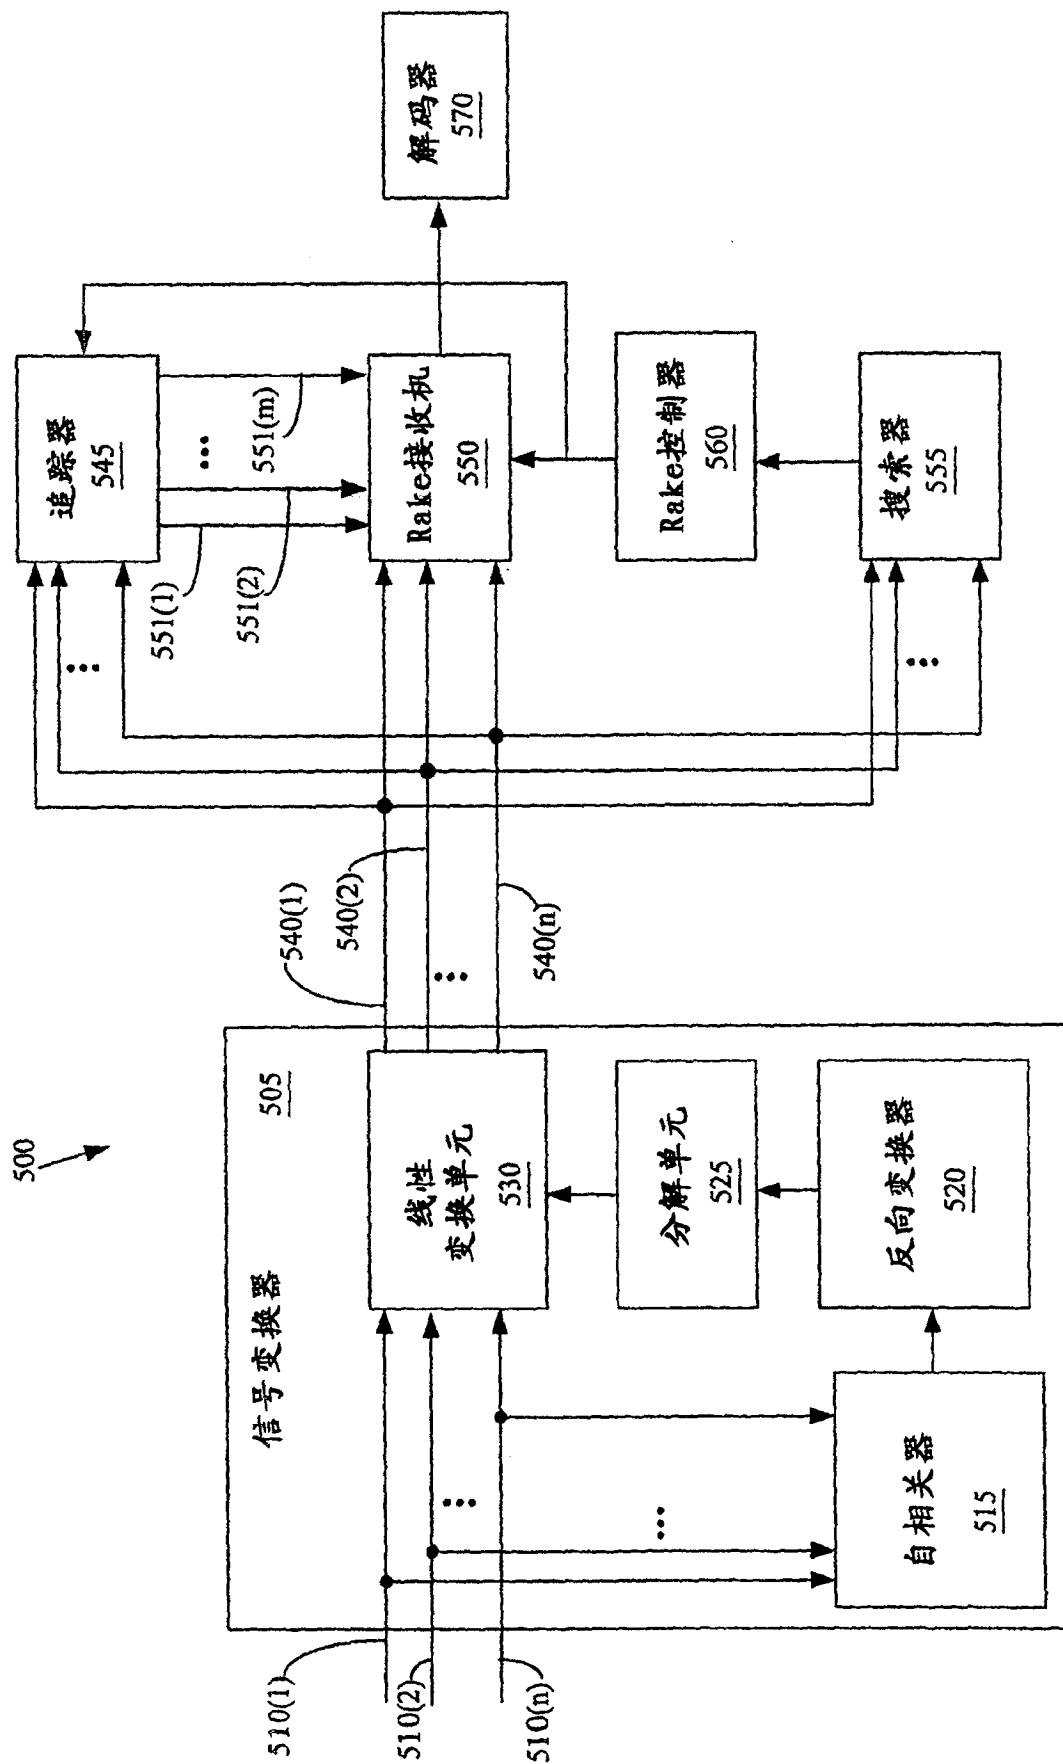 500
信号变换器
505
510(1)
510(2)
510(n)
线性
变换单元
530
分解单元
525
反向变换器
520
自相关器
515
540(1)
540(2)
540(n)
追踪器
545
551(1)
551(2)
551(m)
Rake接收机
550
Rake控制器
560
搜索器
555
解码器
570